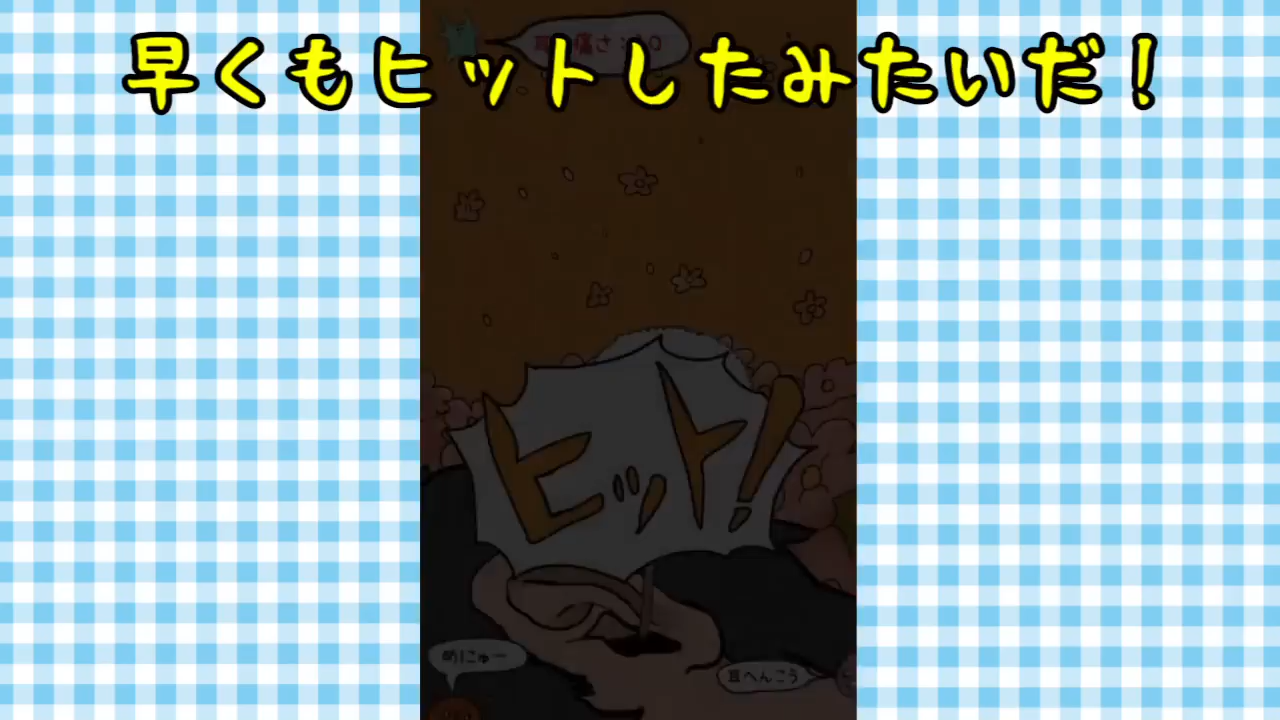 早くもヒットしたみたいだ！
ヒット!
めにゅー
耳へんこう